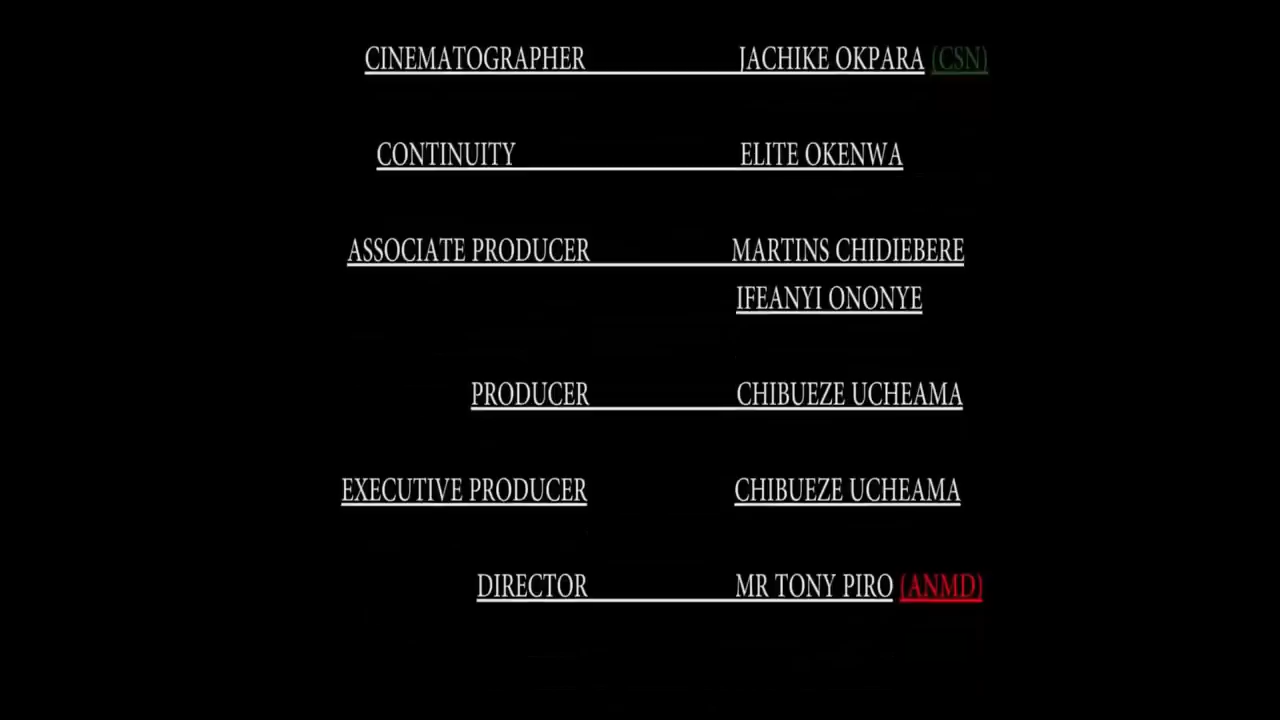 CINEMATOGRAPHER JACHIKE OKPARA (CSN)
CONTINUITY ELITE OKENWA
ASSOCIATE PRODUCER MARTINS CHIDIEBERE
IFEANYI ONONYE
PRODUCER CHIBUEZE UCHEAMA
EXECUTIVE PRODUCER CHIBUEZE UCHEAMA
DIRECTOR MR TONY PIRO (ANMD)